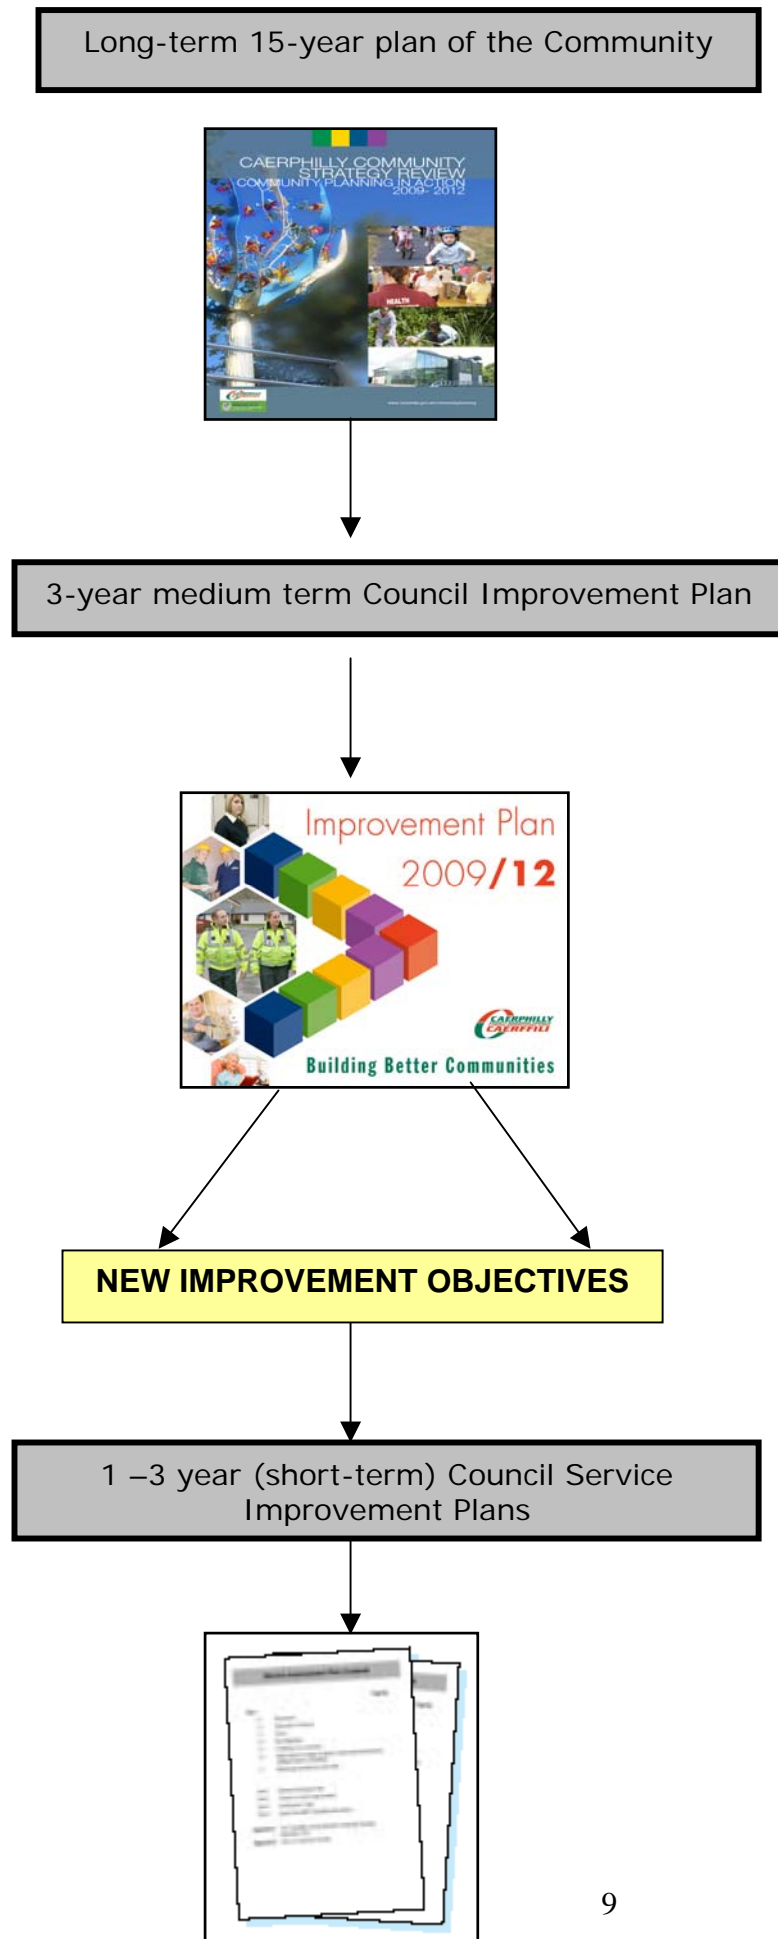 Long-term 15-year plan of the Community
CAERPHILLY COMMUNITY
STRATEGY REVIEW
COMMUNITY PLANNING IN ACTION
2009- 2012
HEALTH
3-year medium term Council Improvement Plan
Improvement Plan
2009/12
CAERPHILLY
CAERFFILI
Building Better Communities
NEW IMPROVEMENT OBJECTIVES
1 –3 year (short-term) Council Service
Improvement Plans
9